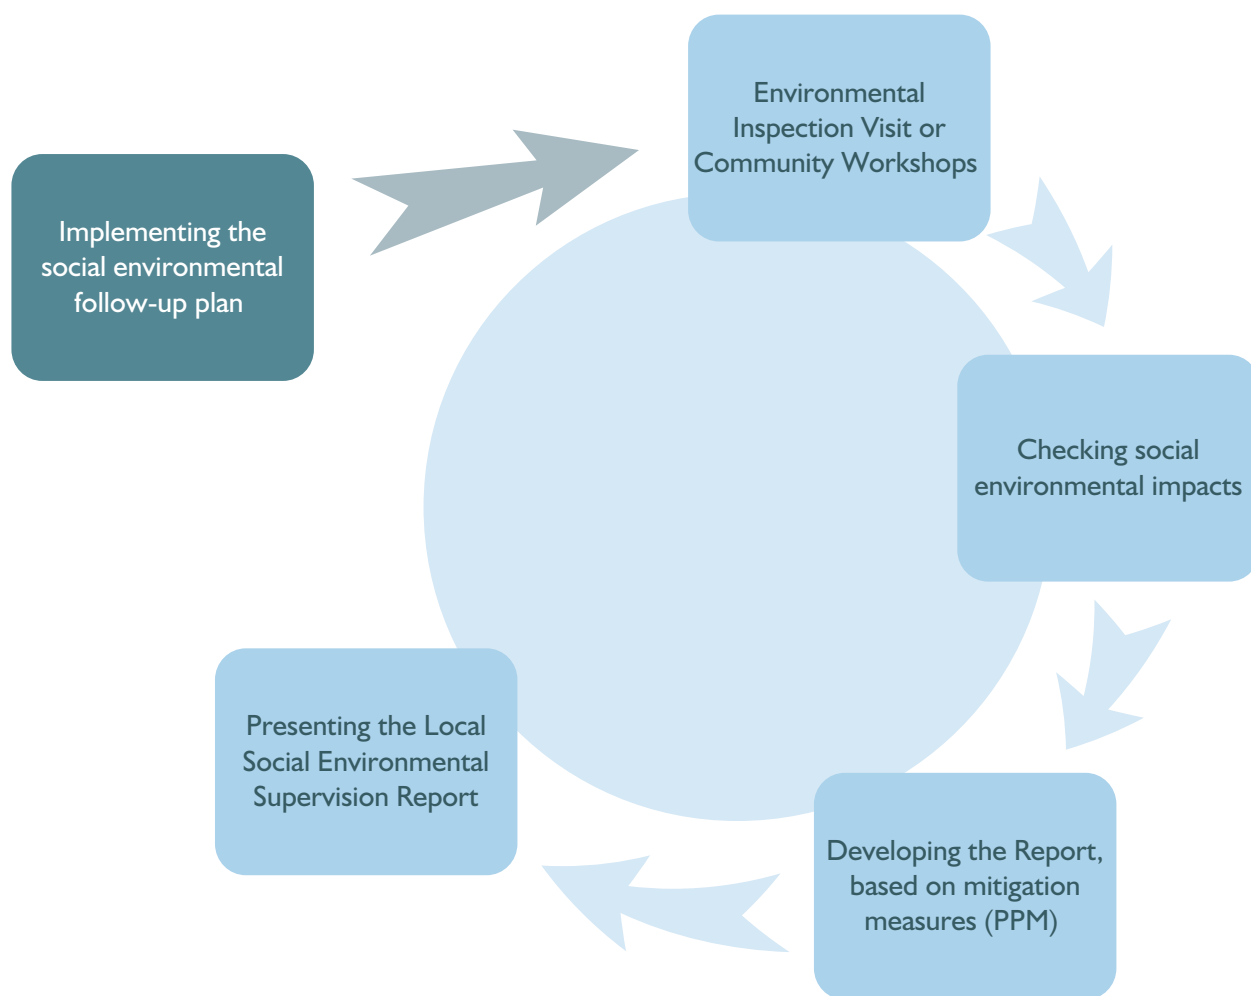 Environmental
Inspection Visit or
Community Workshops
Implementing the
social environmental
follow-up plan
Checking social
environmental impacts
Presenting the Local
Social Environmental
Supervision Report
Developing the Report,
based on mitigation
measures (PPM)